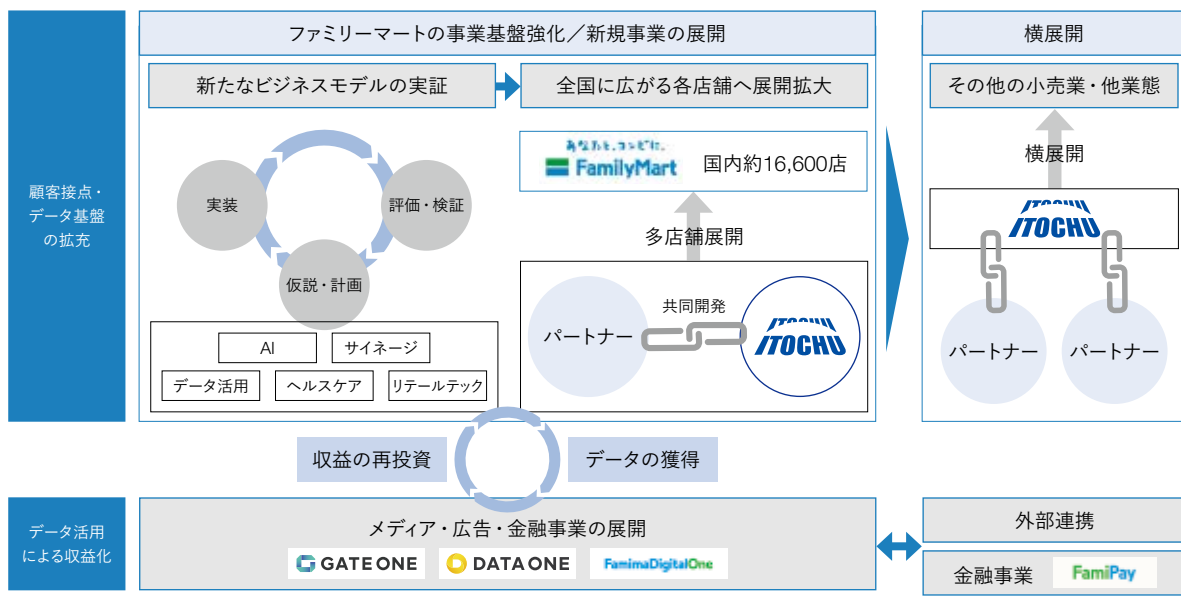 ファミリーマートの事業基盤強化／新規事業の展開
横展開
新たなビジネスモデルの実証
全国に広がる各店舗へ展開拡大
その他の小売業・他業態
顧客接点・
データ基盤
の拡充
実装
評価・検証
仮説・計画
AI
サイネージ
データ活用
ヘルスケア
リテールテック
あなたと、コンビに、
FamilyMart
国内約16,600店
多店舗展開
パートナー
共同開発
ITOCHU
横展開
ITOCHU
パートナー
パートナー
収益の再投資
データの獲得
データ活用
による収益化
メディア・広告・金融事業の展開
GATE ONE
DATA ONE
FamimaDigitalOne
外部連携
金融事業
FamiPay